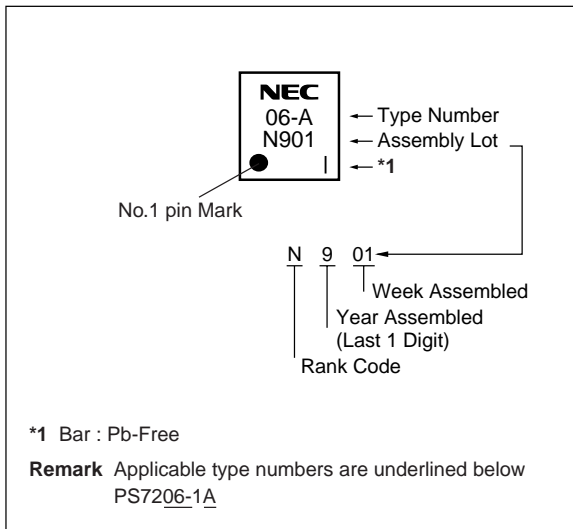 NEC
06-A
N901
|
Type Number
Assembly Lot
*1
No.1 pin Mark
N 9 01
Week Assembled
Year Assembled
(Last 1 Digit)
Rank Code
*1 Bar : Pb-Free
Remark Applicable type numbers are underlined below
PS7206-1A